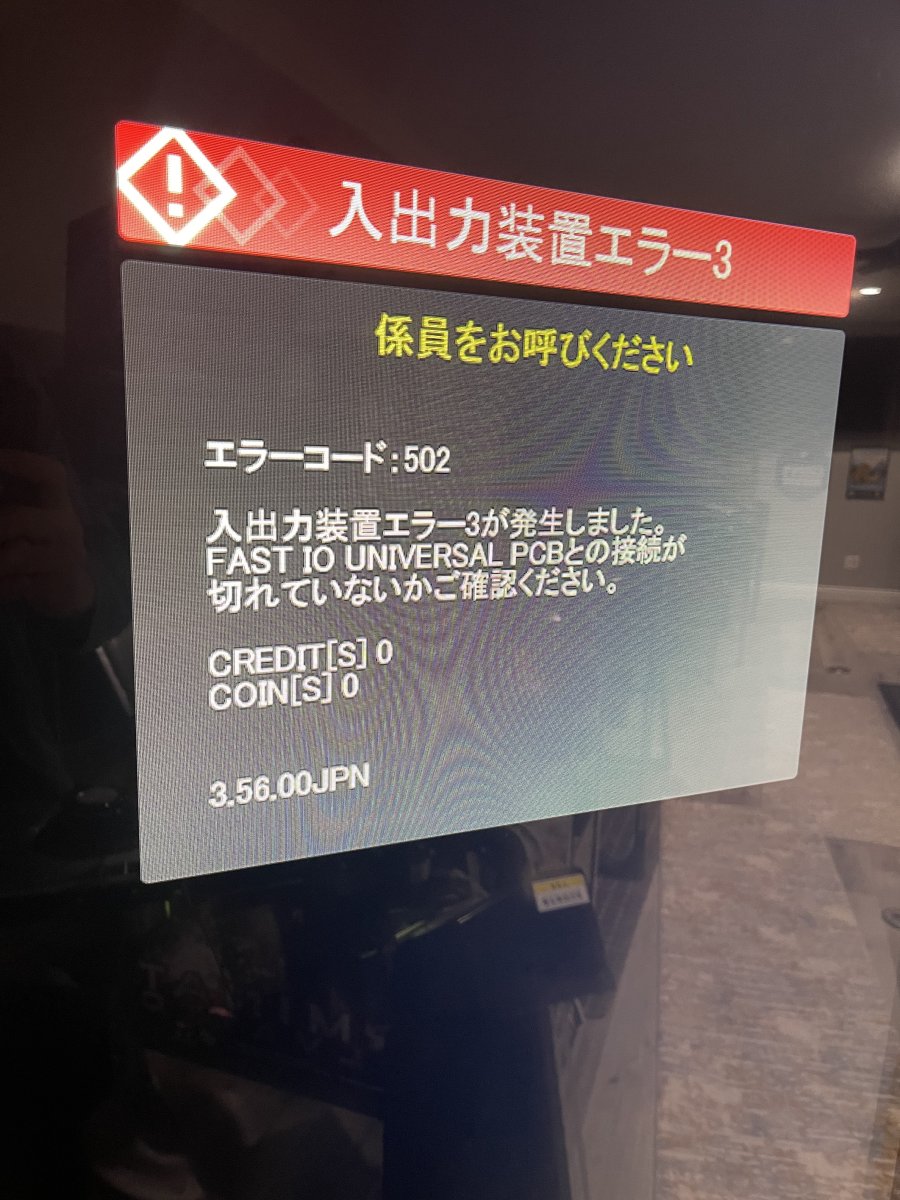 入出力装置エラー3
係員をお呼びください
エラーコード:502
入出力装置エラー3が発生しました。
FAST IO UNIVERSAL PCBとの接続が
切れていないかご確認ください。
CREDIT[S] 0
COIN[S] 0
3.56.00JPN